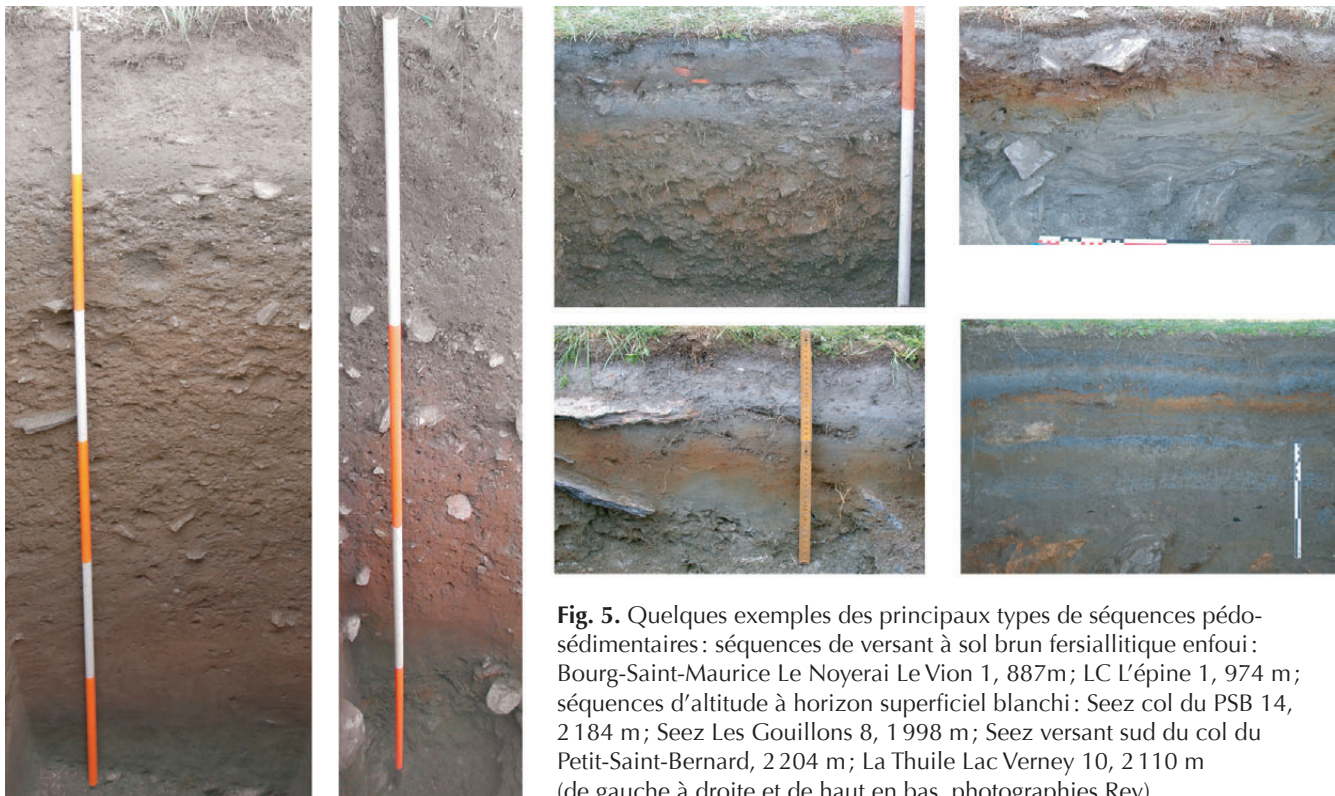 Fig. 5. Quelques exemples des principaux types de séquences pédo-
sédimentaires : séquences de versant à sol brun fersiallitique enfoui :
Bourg-Saint-Maurice Le Noyerai Le Vion 1, 887m ; LC L’épine 1, 974 m ;
séquences d’altitude à horizon superficiel blanchi : Seez col du PSB 14,
2 184 m ; Seez Les Gouillons 8, 1 998 m ; Seez versant sud du col du
Petit-Saint-Bernard, 2 204 m ; La Thuile Lac Verney 10, 2 110 m
(de gauche à droite et de haut en bas, photographies Rey)